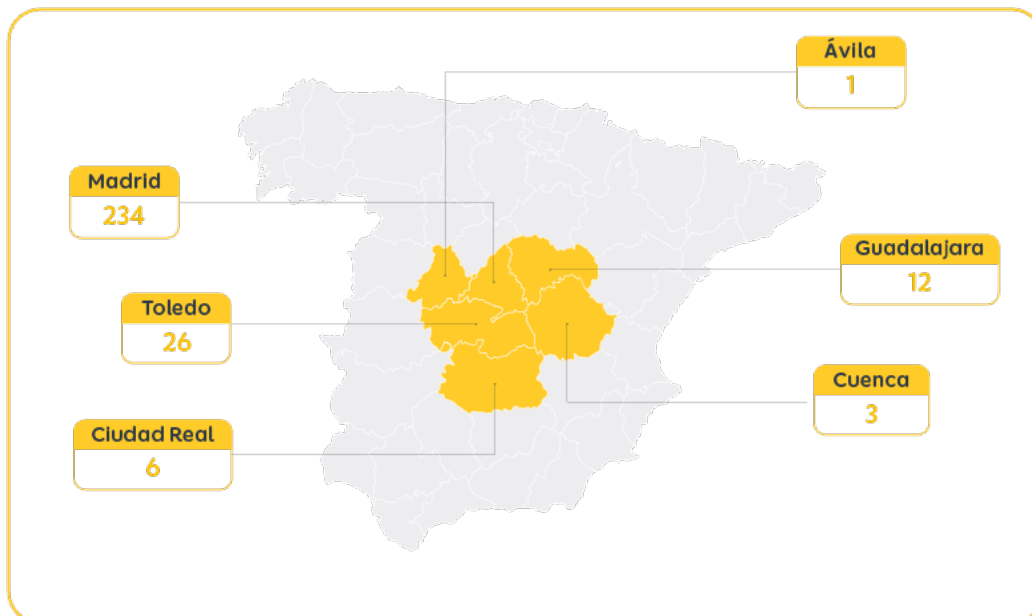 Ávila
1
Madrid
234
Guadalajara
12
Toledo
26
Cuenca
3
Ciudad Real
6